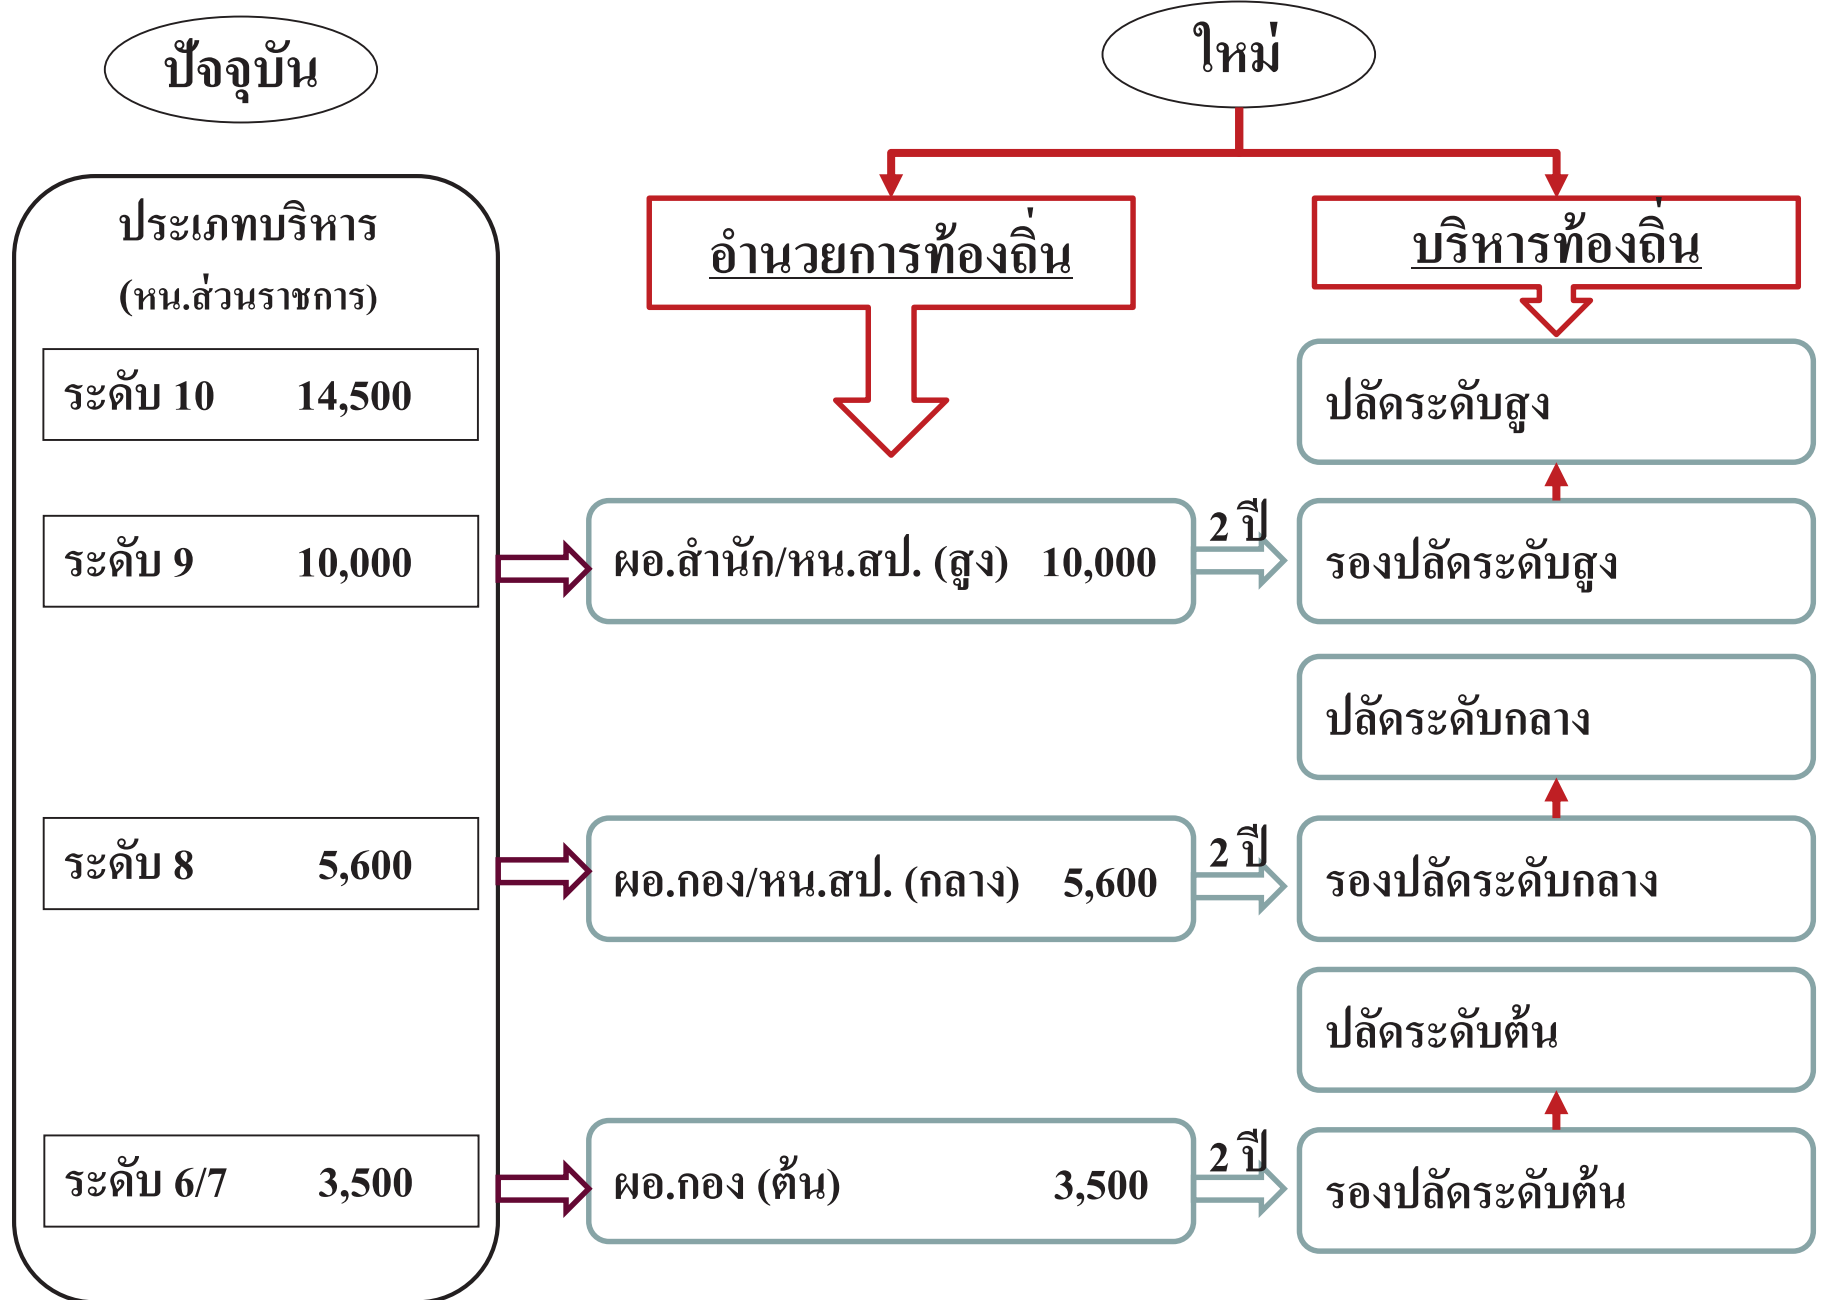 ปัจจุบัน
ใหม่
ประเภทบริหาร
(หน.ส่วนราชการ)
อำนวยการท้องถิ่น
บริหารท้องถิ่น
ระดับ 10 14,500
ปลัดระดับสูง
ระดับ 9 10,000
ผอ.สำนัก/หน.สป. (สูง) 10,000
2 ปี
รองปลัดระดับสูง
ปลัดระดับกลาง
ระดับ 8 5,600
ผอ.กอง/หน.สป. (กลาง) 5,600
2 ปี
รองปลัดระดับกลาง
ปลัดระดับต้น
ระดับ 6/7 3,500
ผอ.กอง (ต้น) 3,500
2 ปี
รองปลัดระดับต้น